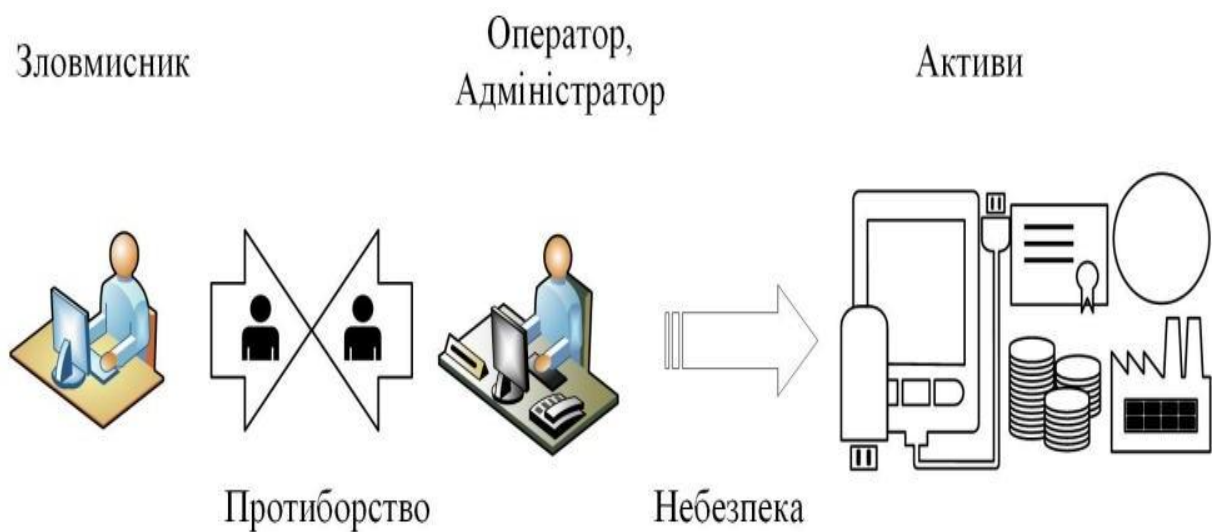 Зловмисник
Оператор,
Адміністратор
Активи
Протиборство
Небезпека